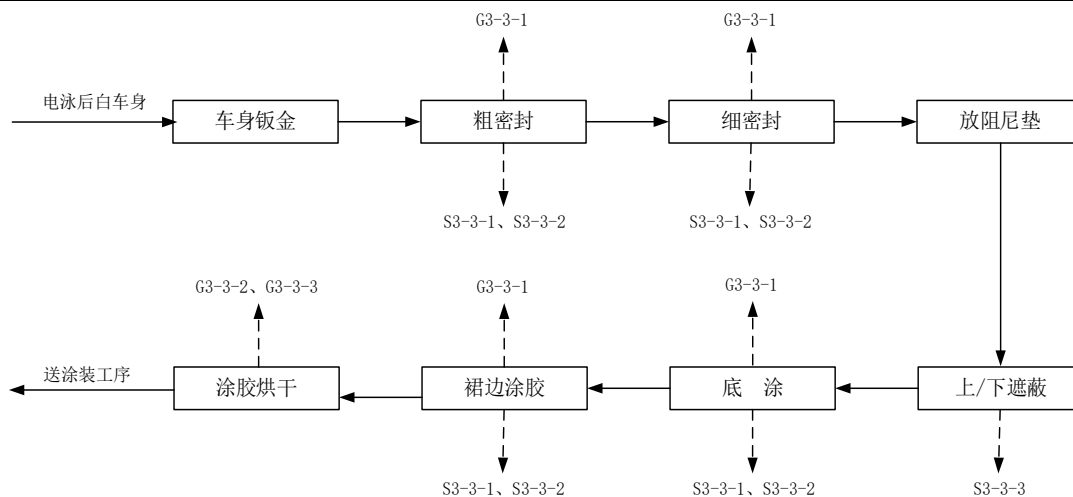 G3-3-1
G3-3-1
电泳后白车身
车身钣金
粗密封
细密封
放阻尼垫
S3-3-1、S3-3-2
S3-3-1、S3-3-2
G3-3-2、G3-3-3
G3-3-1
G3-3-1
送涂装工序
涂胶烘干
裙边涂胶
底 涂
上/下遮蔽
S3-3-1、S3-3-2
S3-3-1、S3-3-2
S3-3-3